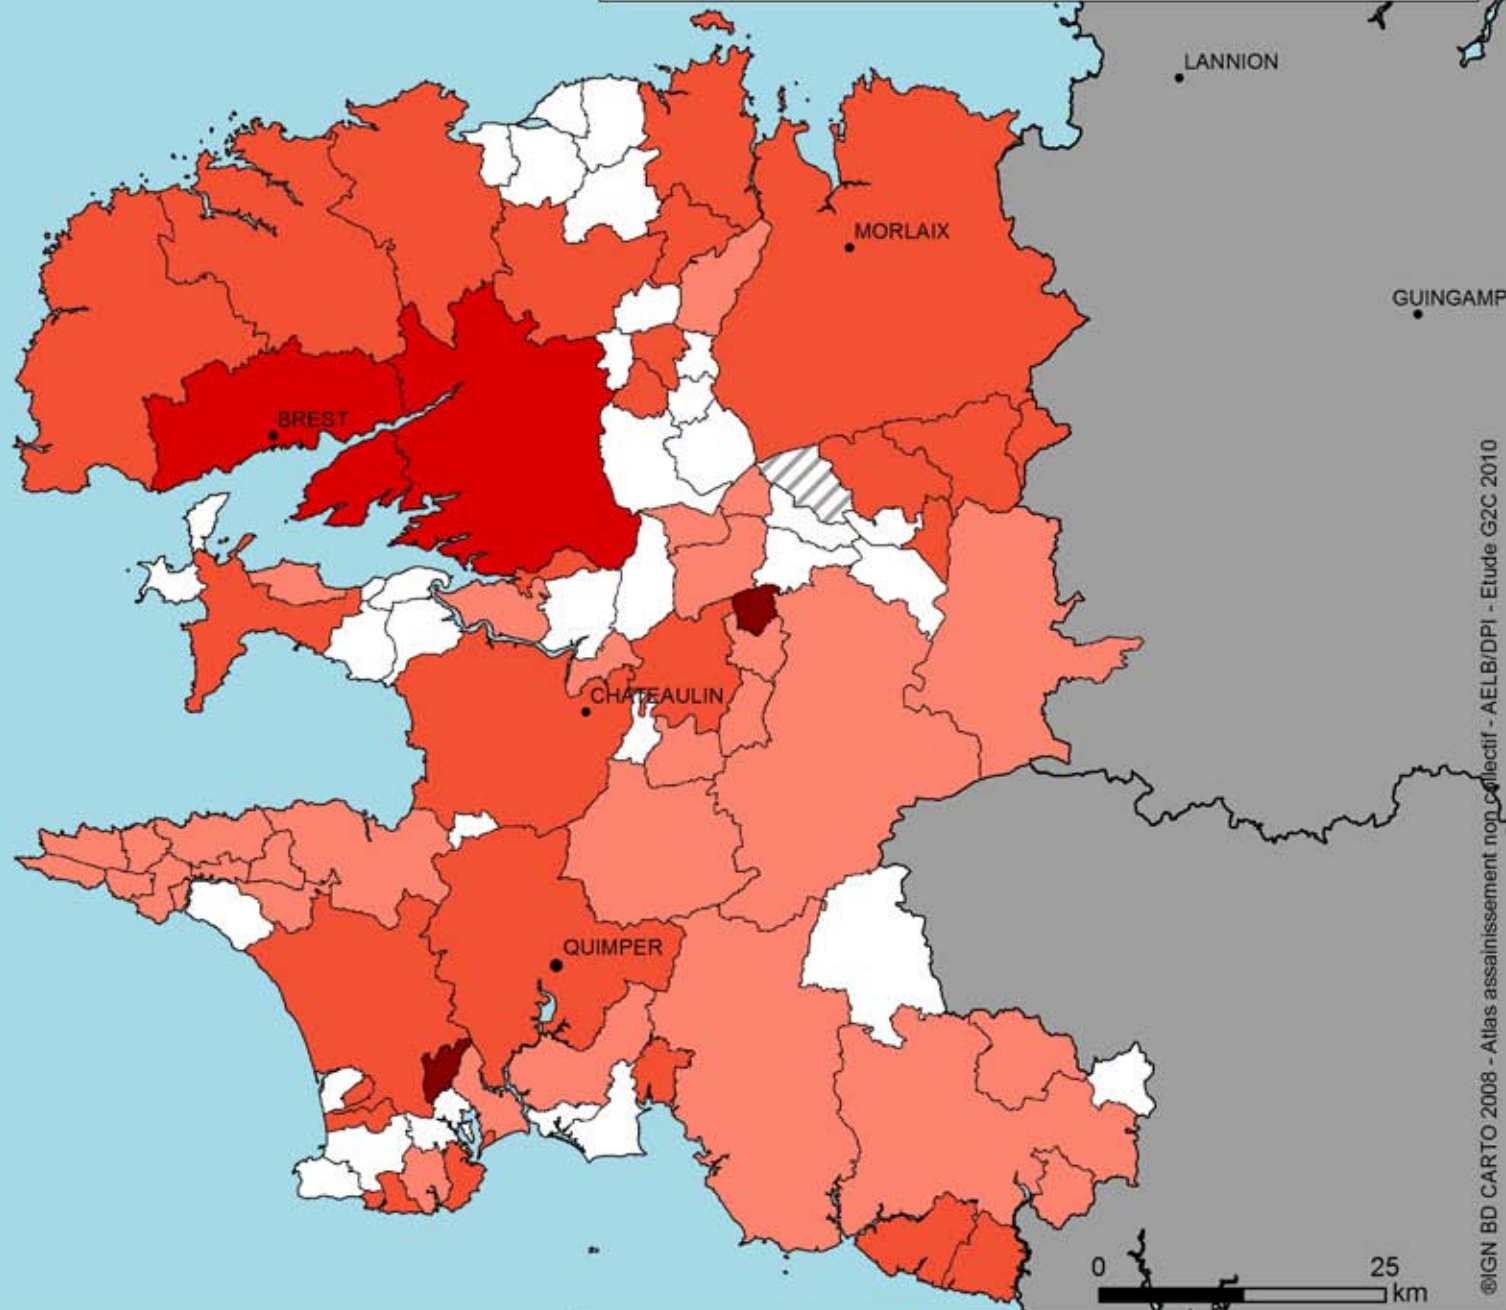 LANNION
MORLAIX
GUINGAMP
BREST
CHATEAULIN
QUIMPER
0 25
km
©IGN BD CARTO 2008 - Atlas assainissement non collectif - AELB/DPI - Etude G2C 2010